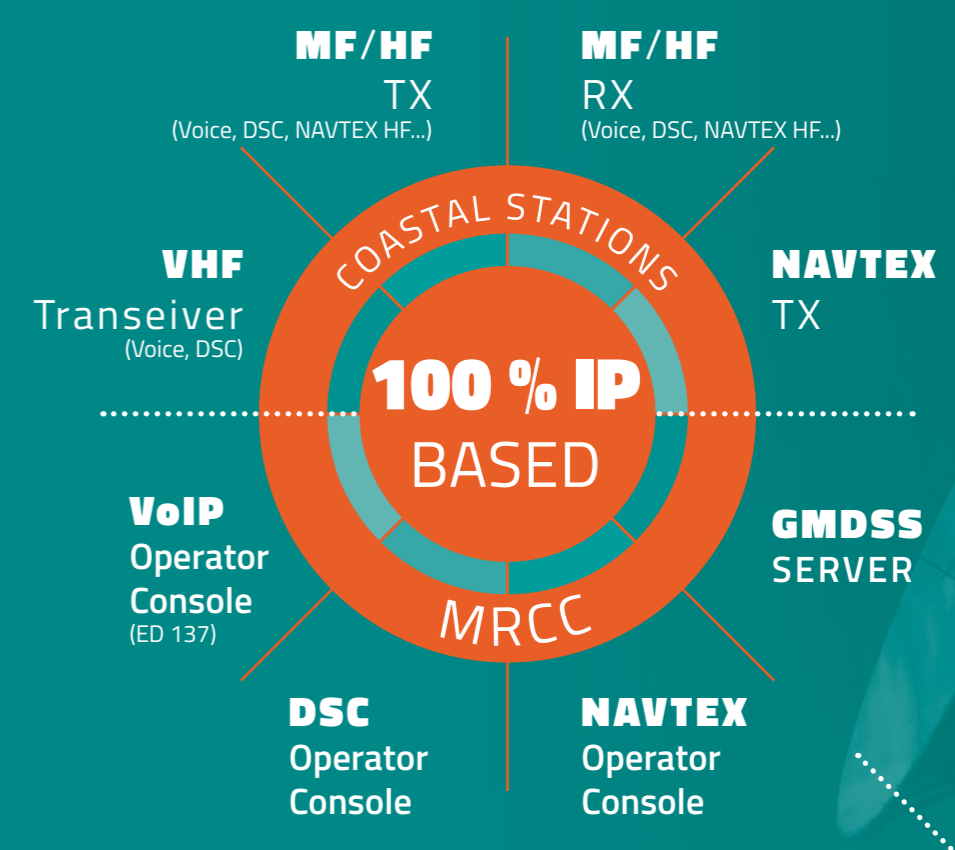 MF/HF
TX
(Voice, DSC, NAVTEX HF...)
MF/HF
RX
(Voice, DSC, NAVTEX HF...)
COASTAL STATIONS
VHF
Transeiver
(Voice, DSC)
NAVTEX
TX
100 % IP
BASED
VoIP
Operator
Console
(ED 137)
GMDSS
SERVER
MRCC
DSC
Operator
Console
NAVTEX
Operator
Console